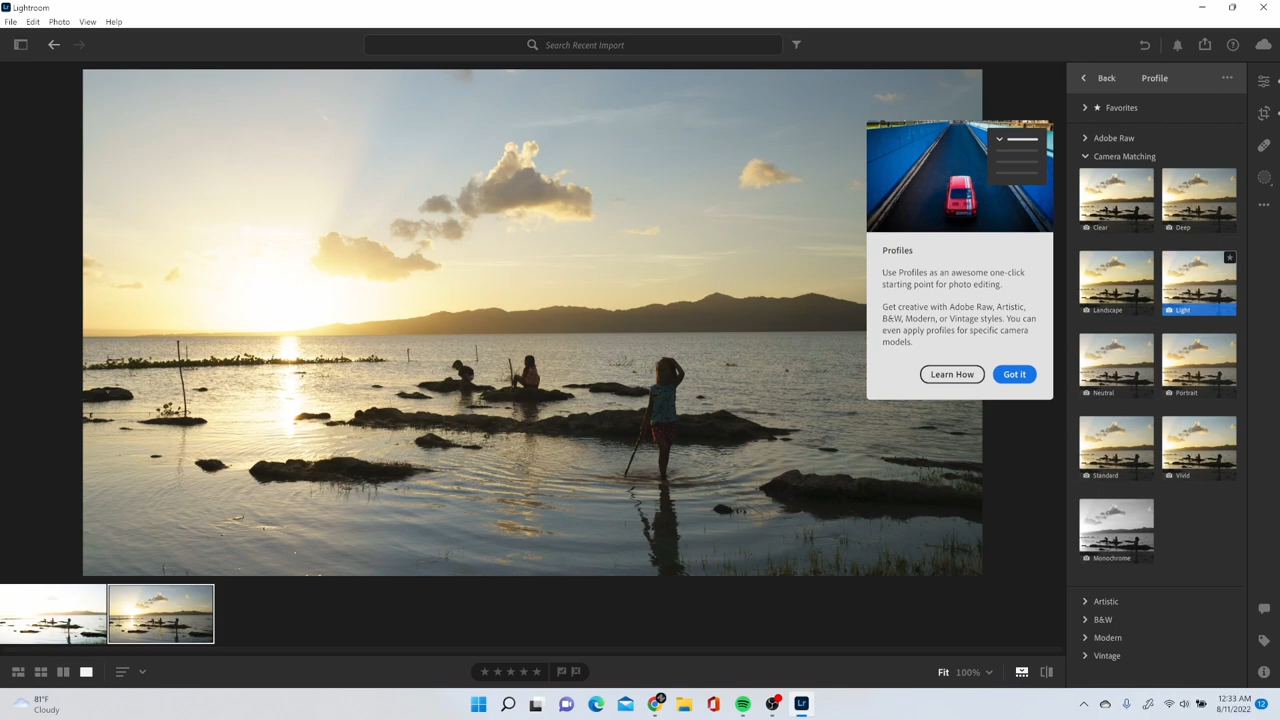 Lr Lightroom
File Edit Photo View Help
Search Recent Import
Back Profile
Favorites
Adobe Raw
Camera Matching
Clear Deep
Landscape Light
Neutral Portrait
Standard Vivid
Monochrome
Artistic
B&W
Modern
Vintage
Profiles
Use Profiles as an awesome one-click
starting point for photo editing.
Get creative with Adobe Raw, Artistic,
B&W, Modern, or Vintage styles. You can
even apply profiles for specific camera
models.
Learn How Got it
Fit 100%
81°F
Cloudy
Lr
12:33 AM
8/11/2022 12